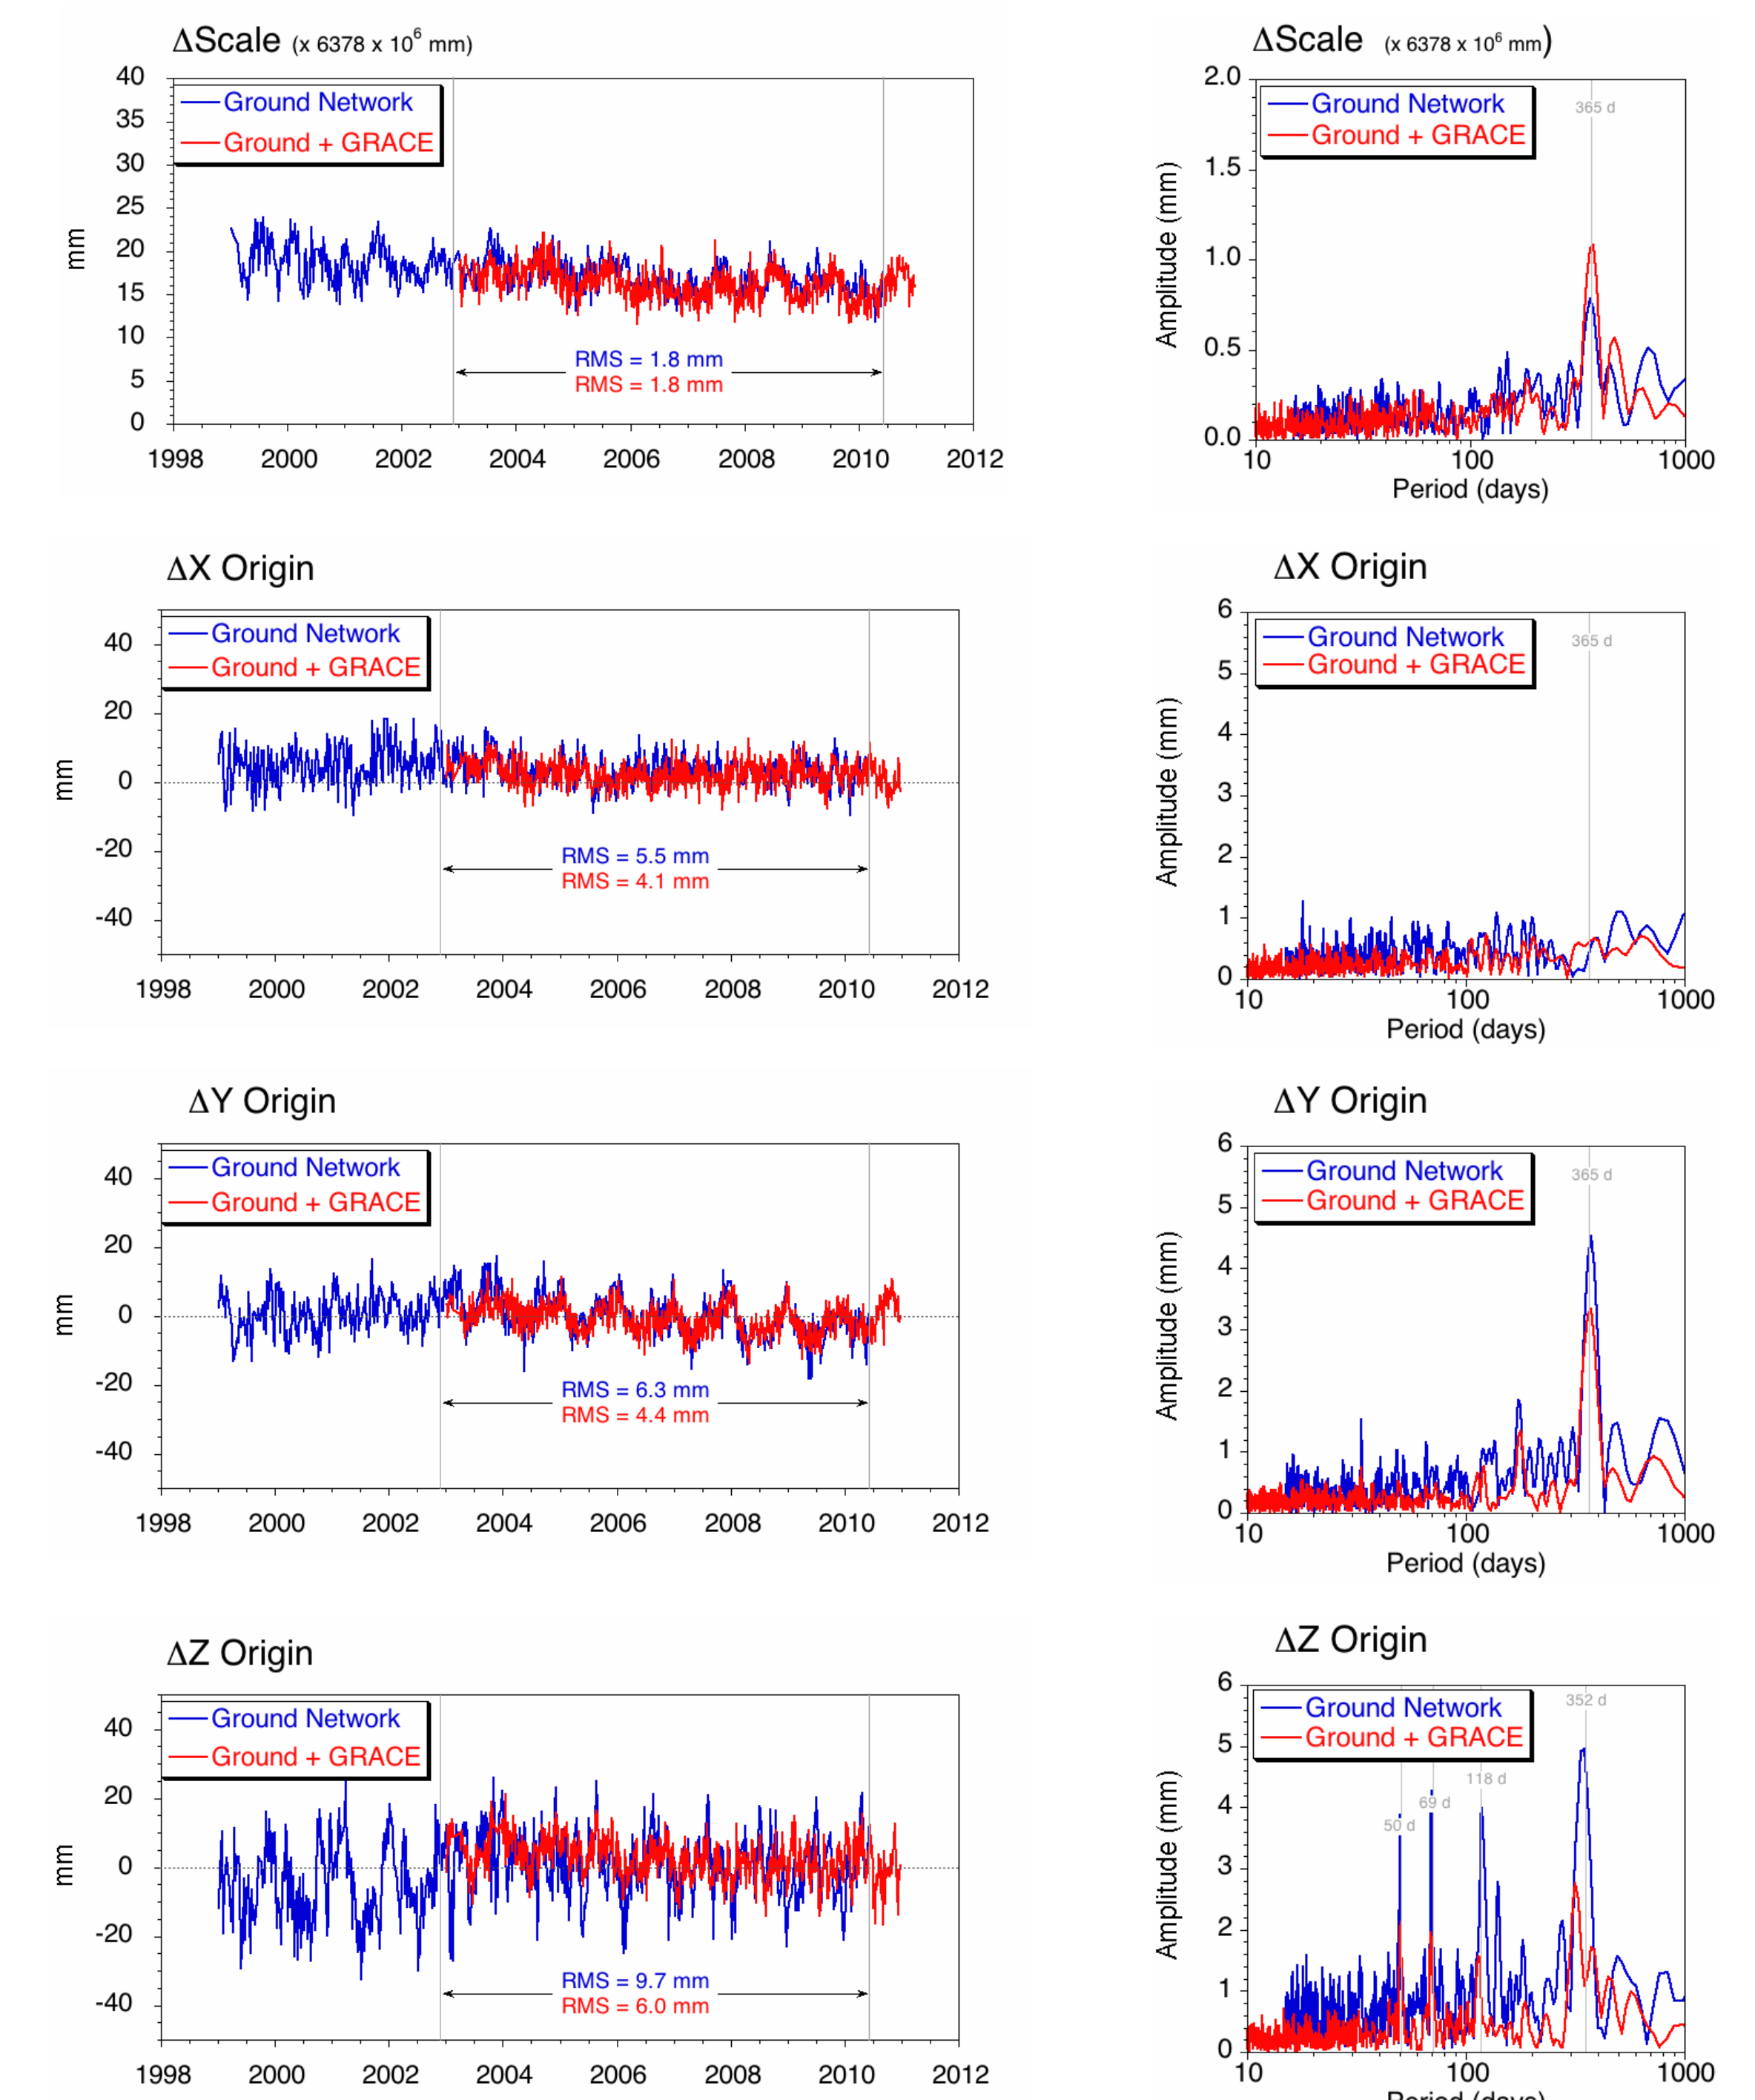 ΔScale (x 6378 x 10⁶ mm)
40
35
30
25
20
15
10
5
0
mm
Ground Network
Ground + GRACE
RMS = 1.8 mm
RMS = 1.8 mm
1998 2000 2002 2004 2006 2008 2010 2012
ΔScale (x 6378 x 10⁶ mm)
2.0
1.5
1.0
0.5
0.0
Amplitude (mm)
Ground Network
Ground + GRACE
365 d
10 100 1000
Period (days)
ΔX Origin
40
20
0
-20
-40
mm
Ground Network
Ground + GRACE
RMS = 5.5 mm
RMS = 4.1 mm
1998 2000 2002 2004 2006 2008 2010 2012
ΔX Origin
6
5
4
3
2
1
0
Amplitude (mm)
Ground Network
Ground + GRACE
365 d
10 100 1000
Period (days)
ΔY Origin
40
20
0
-20
-40
mm
Ground Network
Ground + GRACE
RMS = 6.3 mm
RMS = 4.4 mm
1998 2000 2002 2004 2006 2008 2010 2012
ΔY Origin
6
5
4
3
2
1
0
Amplitude (mm)
Ground Network
Ground + GRACE
365 d
10 100 1000
Period (days)
ΔZ Origin
40
20
0
-20
-40
mm
Ground Network
Ground + GRACE
RMS = 9.7 mm
RMS = 6.0 mm
1998 2000 2002 2004 2006 2008 2010 2012
ΔZ Origin
6
5
4
3
2
1
0
Amplitude (mm)
Ground Network
Ground + GRACE
352 d
118 d
69 d
50 d
10 100 1000
Period (days)